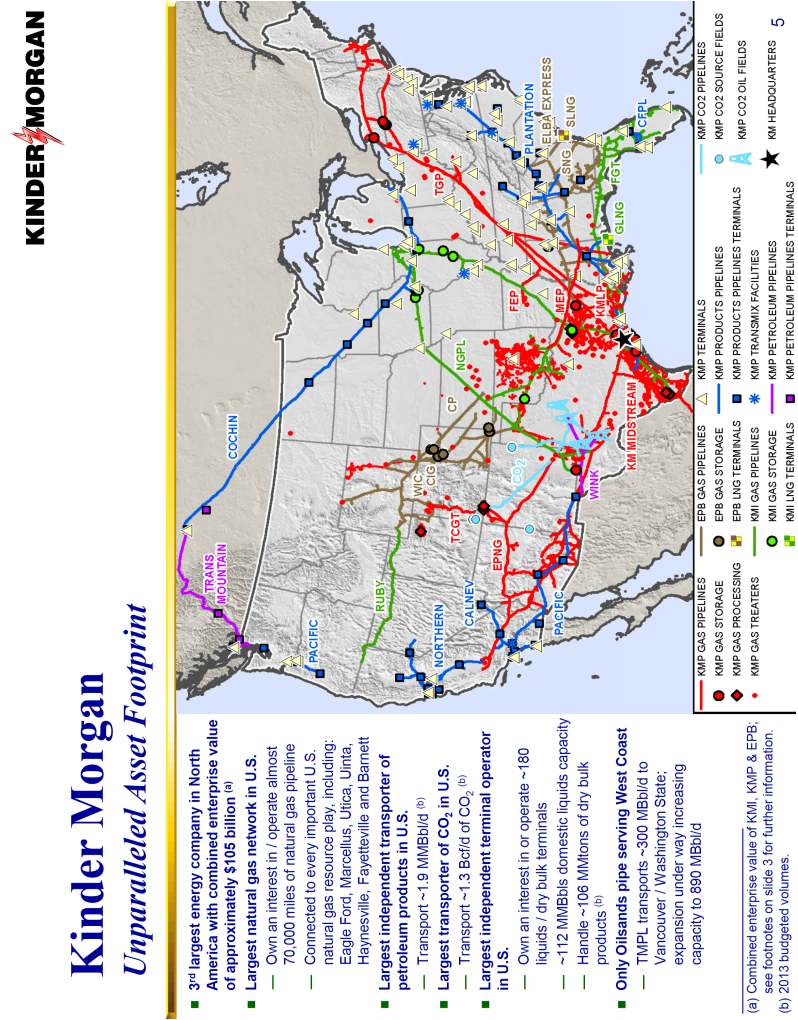 KINDER MORGAN
Kinder Morgan
Unparalleled Asset Footprint
3rd largest energy company in North
America with combined enterprise value
of approximately $105 billion (a)
Largest natural gas network in U.S.
— Own an interest in / operate almost
70,000 miles of natural gas pipeline
— Connected to every important U.S.
natural gas resource play, including:
Eagle Ford, Marcellus, Utica, Uinta,
Haynesville, Fayetteville and Barnett
Largest independent transporter of
petroleum products in U.S.
— Transport ~1.9 MMBbl/d (b)
Largest transporter of CO2 in U.S.
— Transport ~1.3 Bcf/d of CO2 (b)
Largest independent terminal operator
in U.S.
— Own an interest in or operate ~180
liquids / dry bulk terminals
— ~112 MMBbls domestic liquids capacity
— Handle ~106 MMtons of dry bulk
products (b)
Only Oilsands pipe serving West Coast
— TMPL transports ~300 MBbl/d to
Vancouver / Washington State;
expansion under way increasing
capacity to 890 MBbl/d
(a) Combined enterprise value of KMI, KMP & EPB;
see footnotes on slide 3 for further information.
(b) 2013 budgeted volumes.
TRANS
MOUNTAIN
COCHIN
PACIFIC
RUBY
NORTHERN
CALNEV
PACIFIC
EPNG
TCGT
WIC
CIG
CP
CO2
WINK
NGPL
KM MIDSTREAM
FEP
MEP
KMLP
TGP
PLANTATION
ELBA EXPRESS
SNG
SLNG
FGT
GLNG
CFPL
KMP GAS PIPELINES
KMP GAS STORAGE
KMP GAS PROCESSING
KMP GAS TREATERS
EPB GAS PIPELINES
EPB GAS STORAGE
EPB LNG TERMINALS
KMI GAS PIPELINES
KMI GAS STORAGE
KMI LNG TERMINALS
KMP TERMINALS
KMP PRODUCTS PIPELINES
KMP PRODUCTS PIPELINES TERMINALS
KMP TRANSMIX FACILITIES
KMP PETROLEUM PIPELINES
KMP PETROLEUM PIPELINES TERMINALS
KMP CO2 PIPELINES
KMP CO2 SOURCE FIELDS
KMP CO2 OIL FIELDS
KM HEADQUARTERS
5